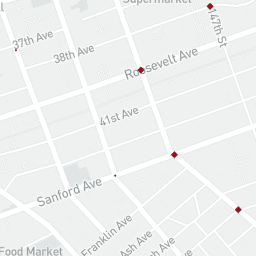 Supermarket
147th St
37th Ave
38th Ave
Roosevelt Ave
41st Ave
Sanford Ave
Franklin Ave
Ash Ave
Food Market